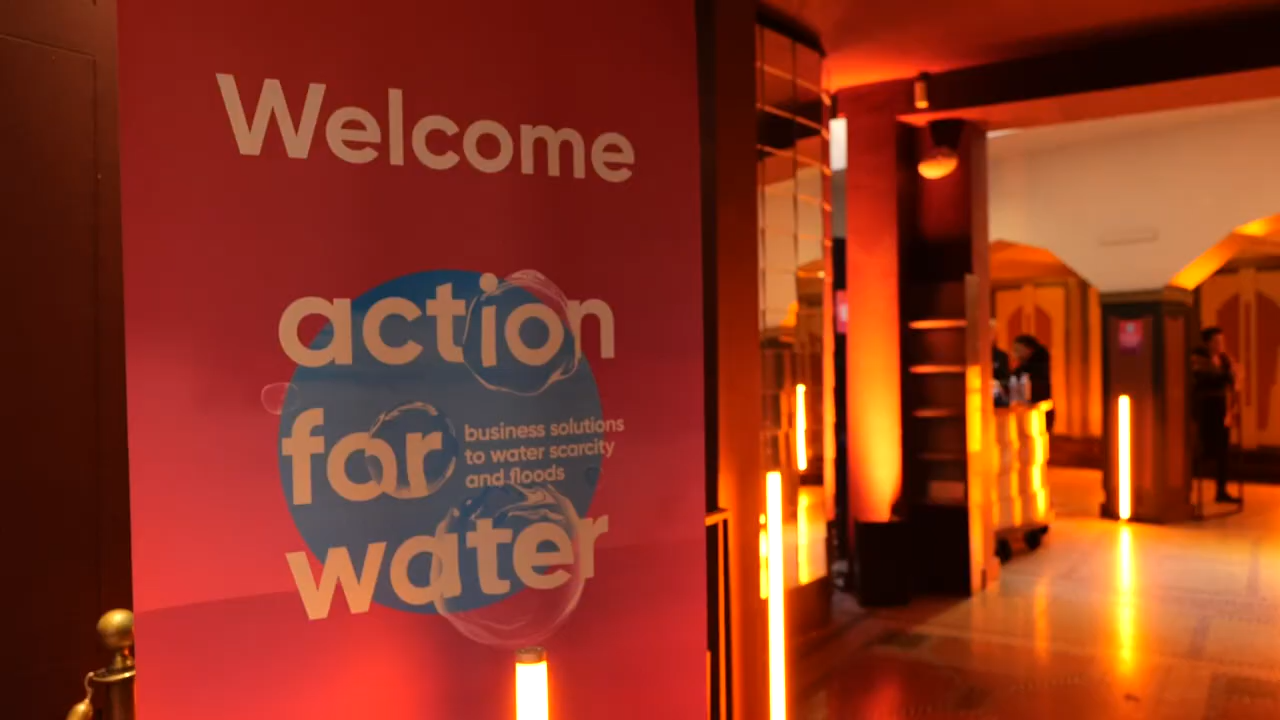 Welcome
action
for
business solutions
to water scarcity
and floods
water